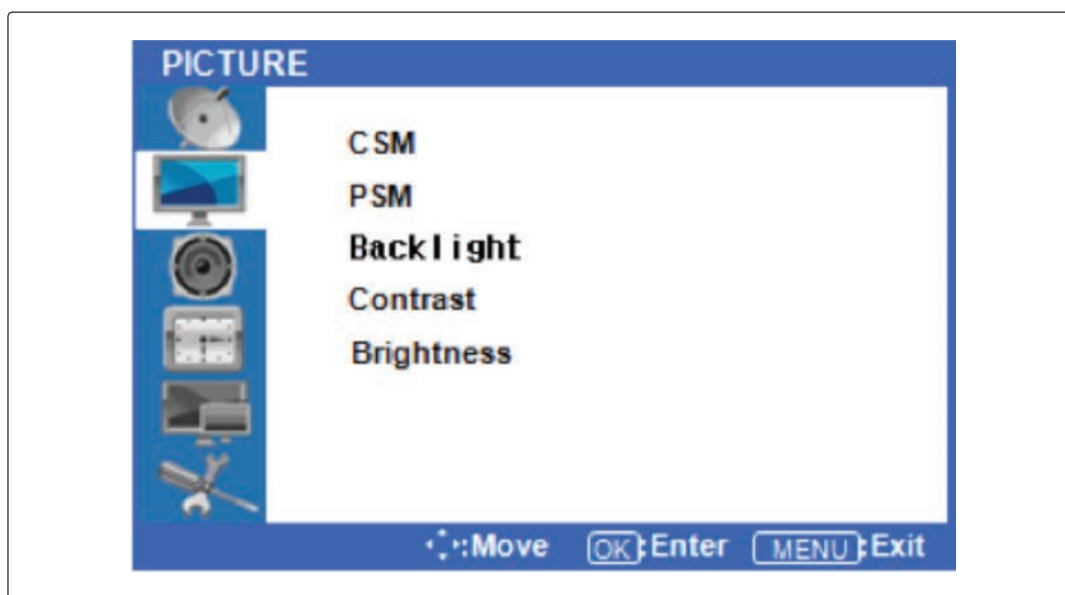 PICTURE
CSM
PSM
Backlight
Contrast
Brightness
:Move OK:Enter MENU:Exit